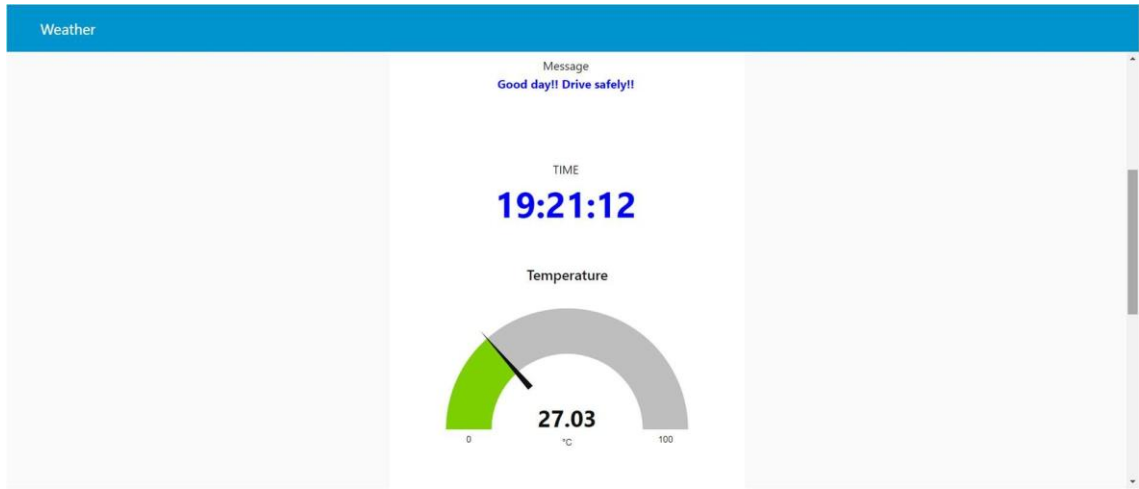 Weather
Message
Good day!! Drive safely!!
TIME
19:21:12
Temperature
27.03
0
°C
100